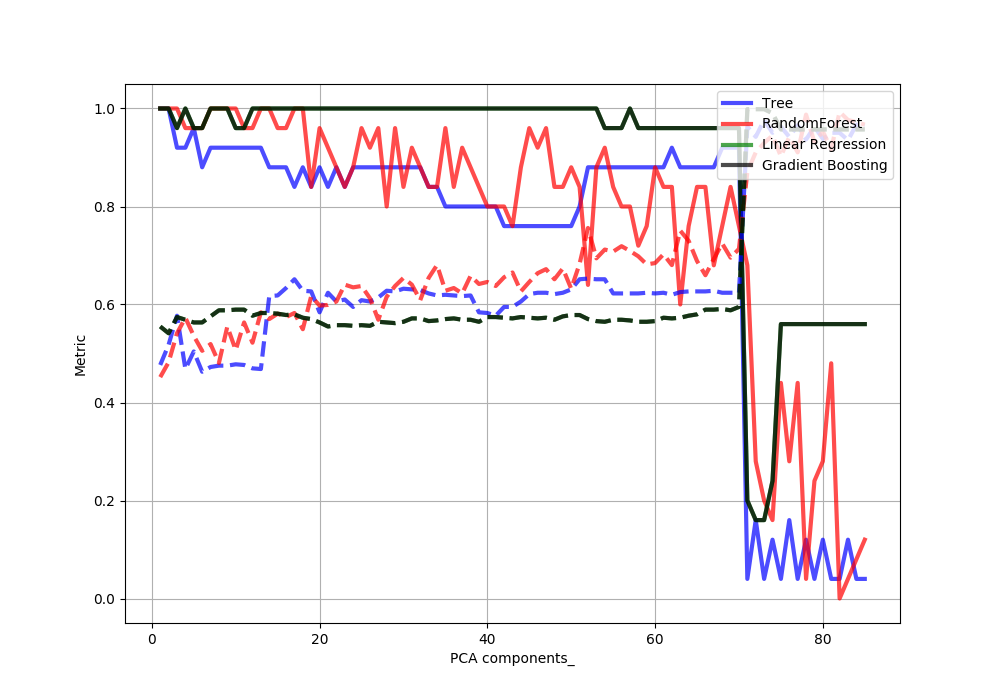 Tree
RandomForest
Linear Regression
Gradient Boosting
1.0
0.8
0.6
0.4
0.2
0.0
Metric
0
20
40
60
80
PCA components_